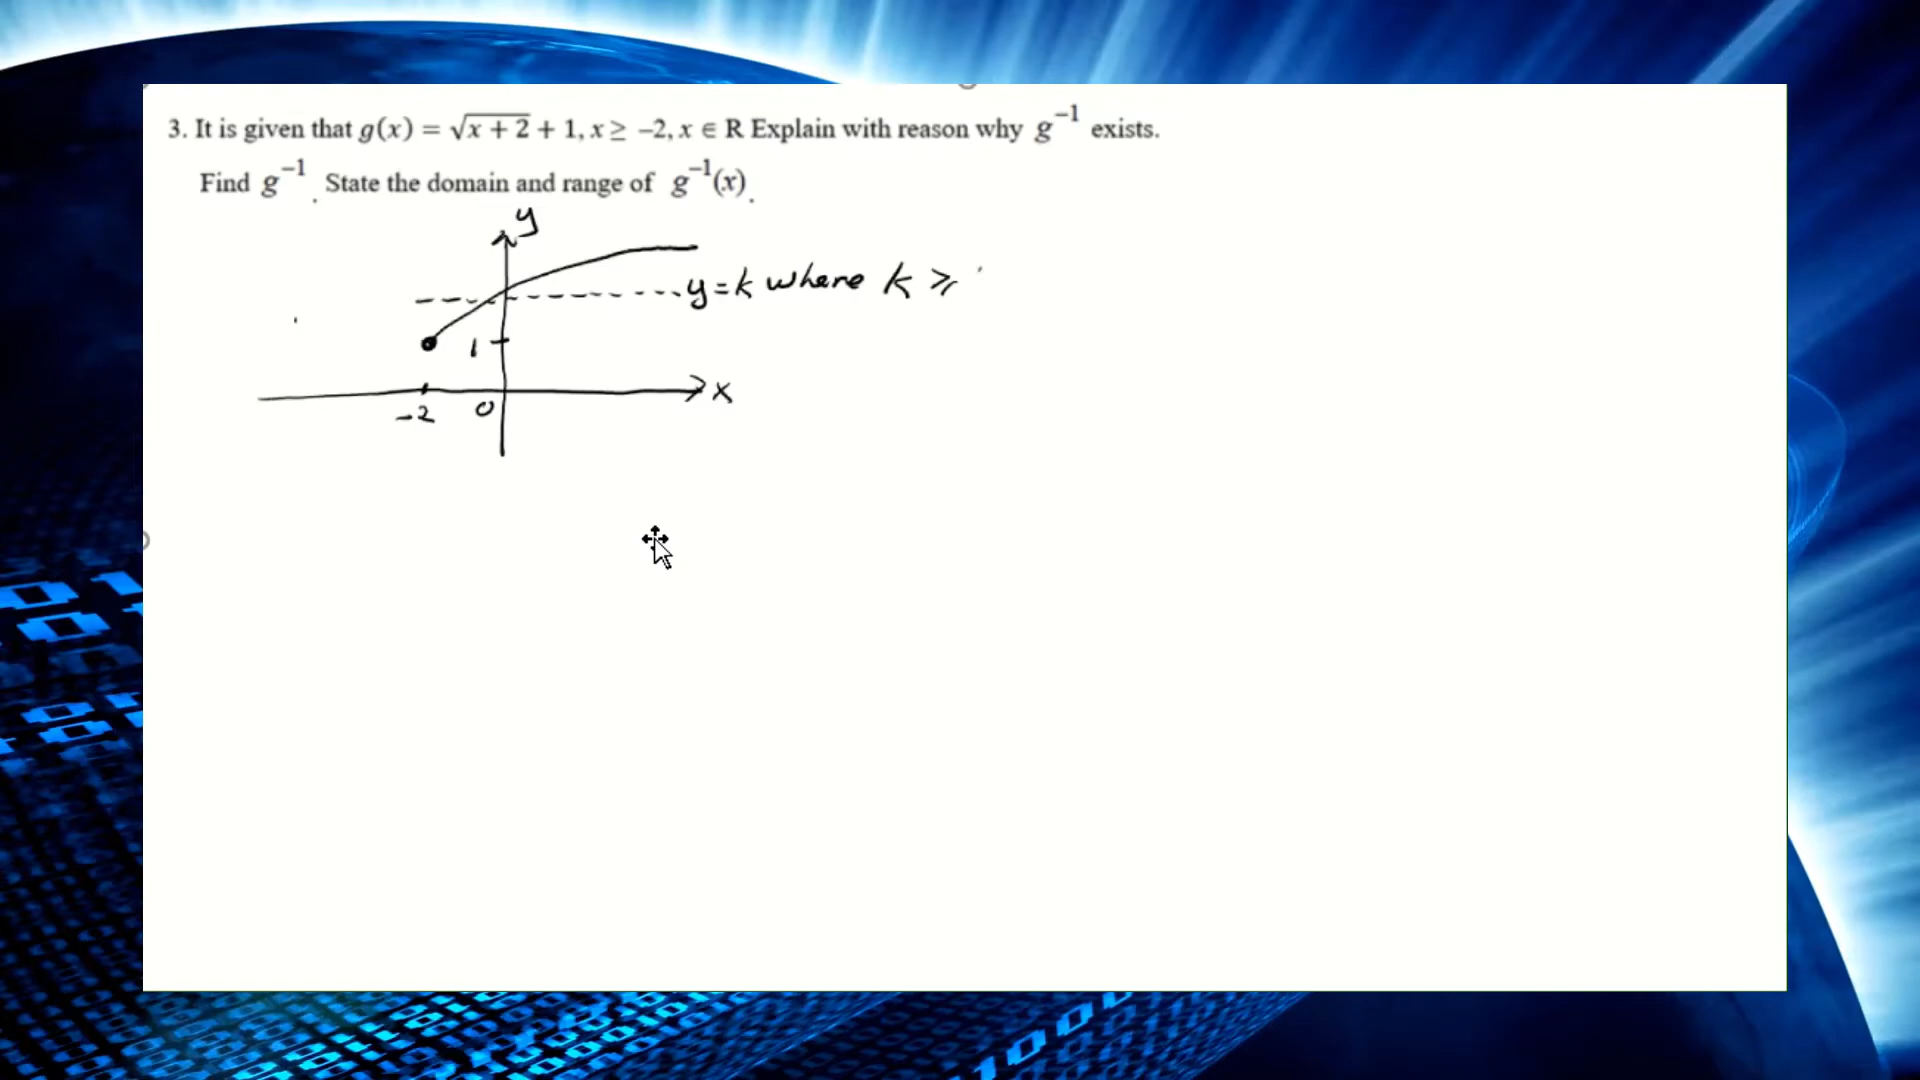 3. It is given that g(x) = √(x + 2) + 1, x ≥ −2, x ∈ R Explain with reason why g⁻¹ exists.
Find g⁻¹. State the domain and range of g⁻¹(x).
y
y = k where k ≥
1
x
-2 0